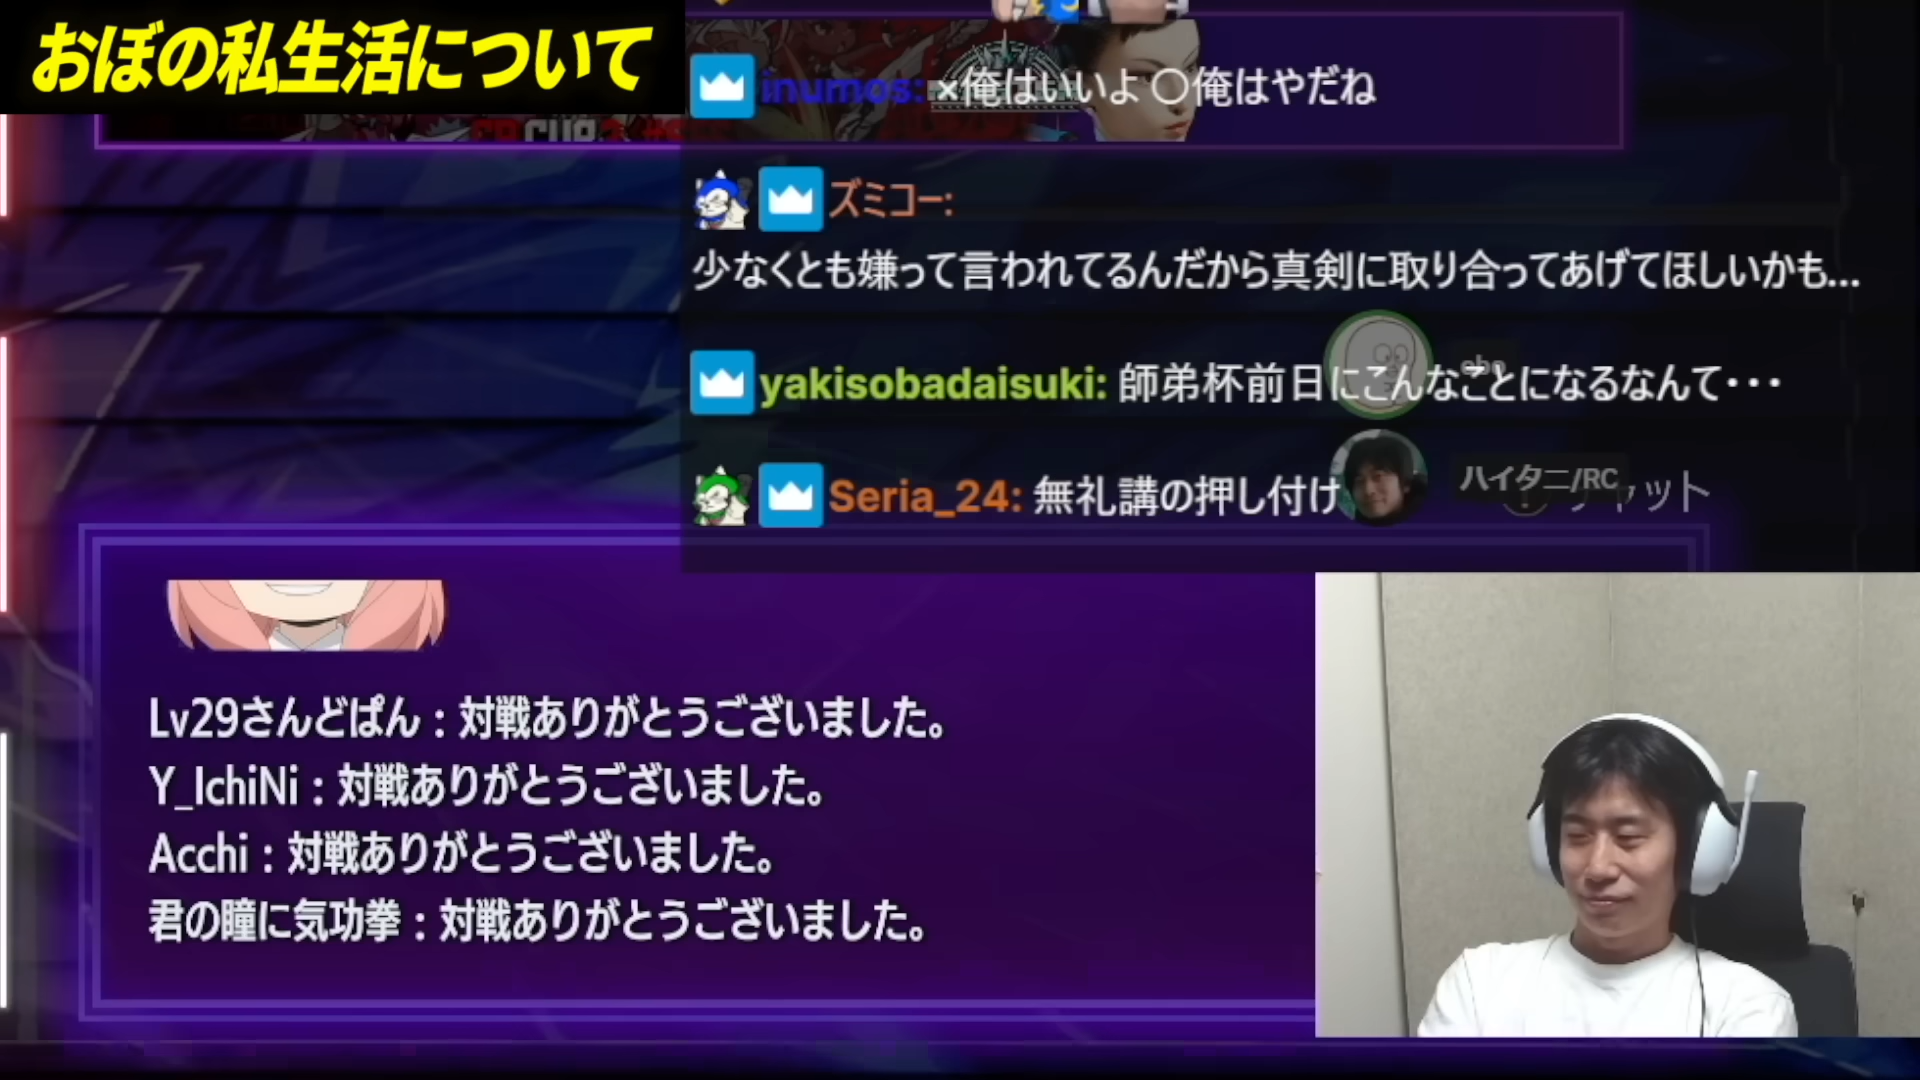 おぼの私生活について
inumos: ×俺はいいよ 〇俺はやだね
CR CUP
ズミコー:
少なくとも嫌って言われてるんだから真剣に取り合ってあげてほしいかも...
obo
yakisobadaisuki: 師弟杯前日にこんなことになるなんて・・・
Seria_24: 無礼講の押し付け
ハイタニ/RC
チャット
Lv29さんどぱん : 対戦ありがとうございました。
Y_IchiNi : 対戦ありがとうございました。
Acchi : 対戦ありがとうございました。
君の瞳に気功拳 : 対戦ありがとうございました。